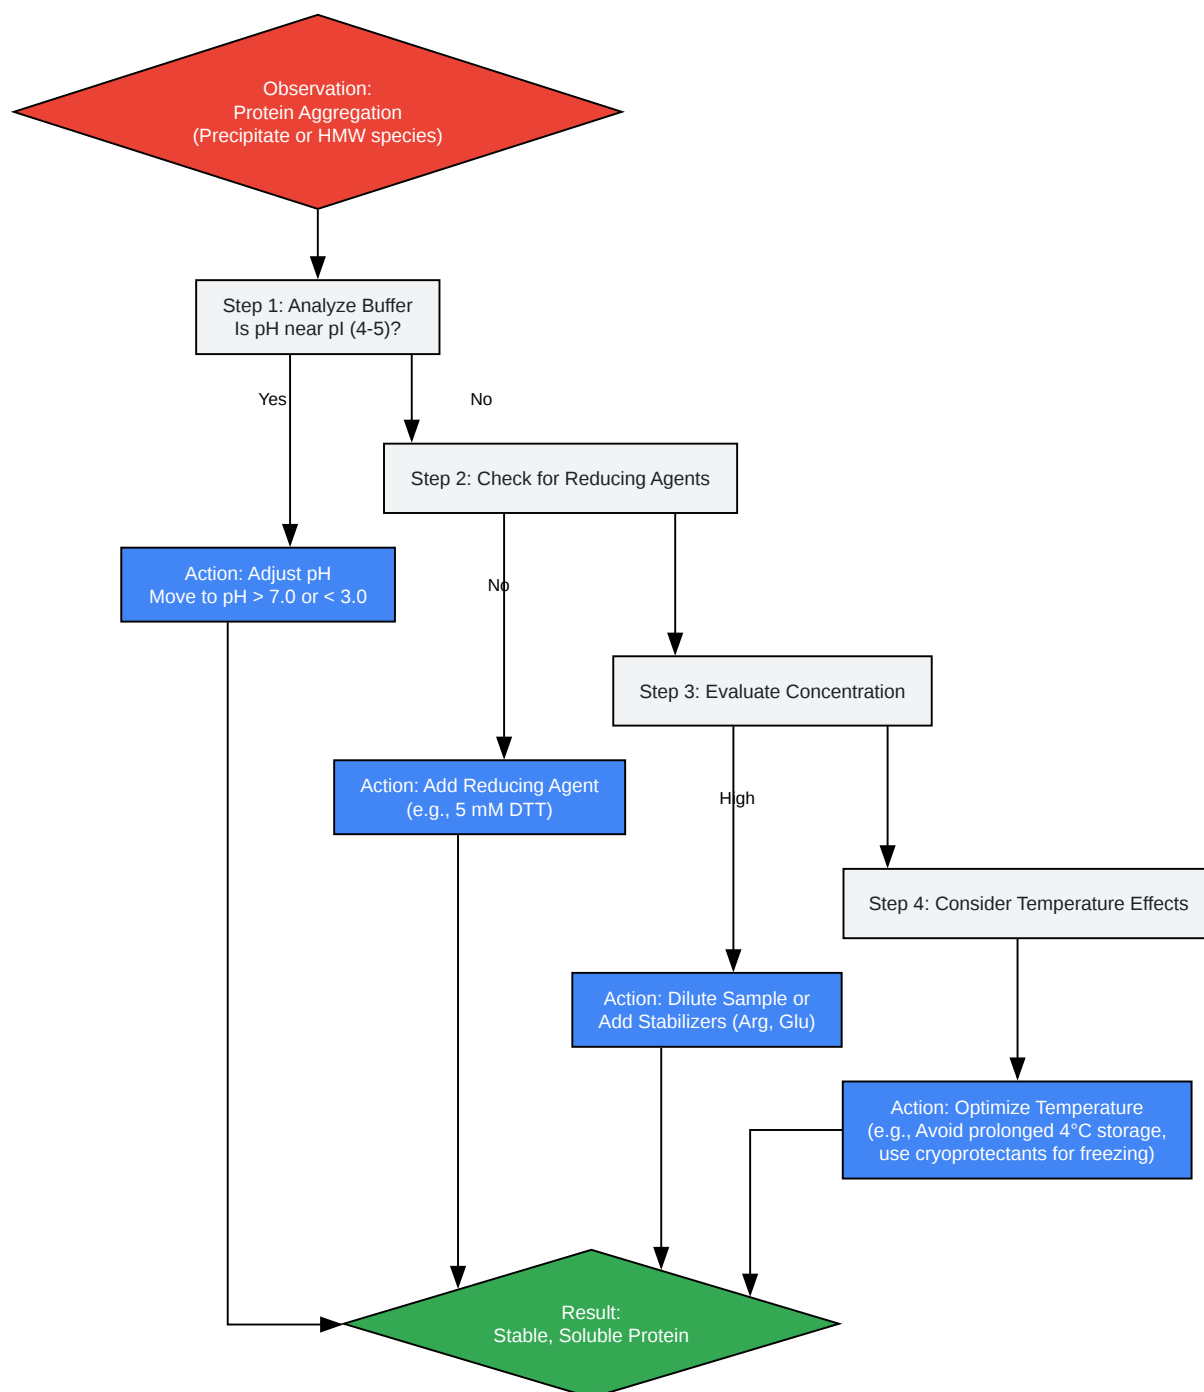 Observation:
Protein Aggregation
(Precipitate or HMW species)
Step 1: Analyze Buffer
Is pH near pI (4-5)?
Yes
No
Step 2: Check for Reducing Agents
Action: Adjust pH
Move to pH > 7.0 or < 3.0
No
Step 3: Evaluate Concentration
Action: Add Reducing Agent
(e.g., 5 mM DTT)
High
Step 4: Consider Temperature Effects
Action: Dilute Sample or
Add Stabilizers (Arg, Glu)
Action: Optimize Temperature
(e.g., Avoid prolonged 4°C storage,
use cryoprotectants for freezing)
Result:
Stable, Soluble Protein